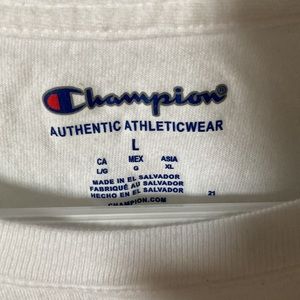 Champion®
AUTHENTIC ATHLETICWEAR
L
CA MEX ASIA
L/G G XL
MADE IN EL SALVADOR
FABRIQUÉ AU SALVADOR
HECHO EN EL SALVADOR 21
CHAMPION.COM